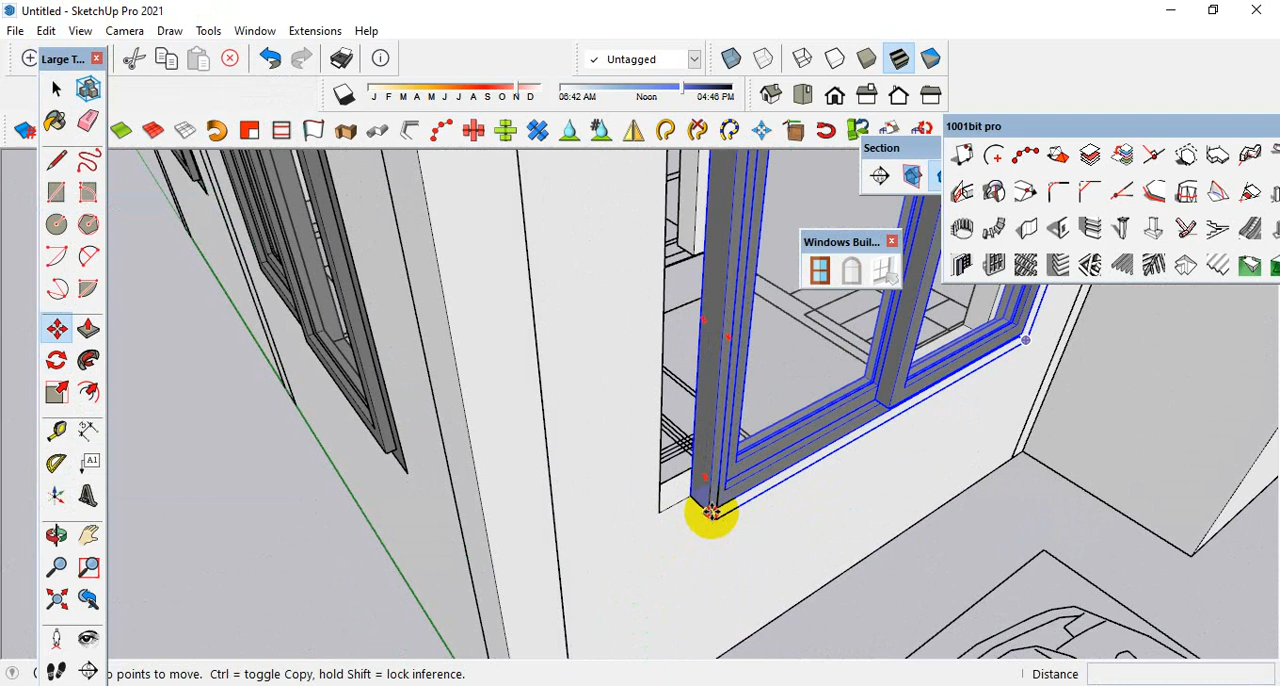 Untitled - SketchUp Pro 2021
File Edit View Camera Draw Tools Window Extensions Help
Large T...
Untagged
J F M A M J J A S O N D
06:42 AM Noon 04:46 PM
1001bit pro
Section
Windows Buil...
A1
points to move. Ctrl = toggle Copy, hold Shift = lock inference.
Distance